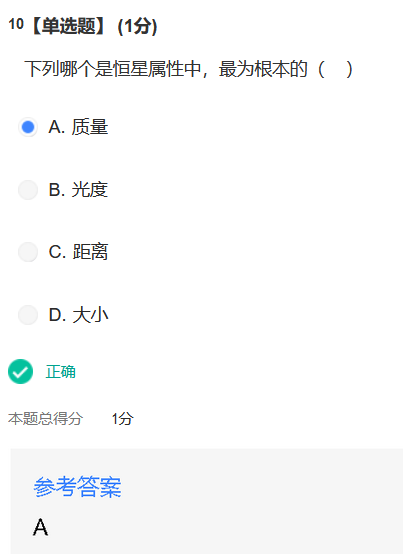 10【单选题】 (1分)
下列哪个是恒星属性中，最为根本的（ ）
A. 质量
B. 光度
C. 距离
D. 大小
正确
本题总得分 1分
参考答案
A